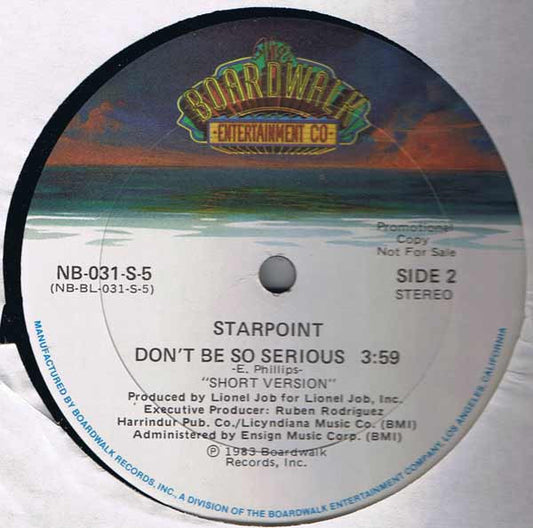 The
BOARDWALK
-ENTERTAINMENT CO-
Promotional
Copy
Not For Sale
NB-031-S-5
(NB-BL-031-S-5)
SIDE 2
STEREO
STARPOINT
DON'T BE SO SERIOUS 3:59
-E. Phillips-
"SHORT VERSION"
Produced by Lionel Job for Lionel Job, Inc.
Executive Producer: Ruben Rodriguez
Harrindur Pub. Co./Licyndiana Music Co. (BMI)
Administered by Ensign Music Corp. (BMI)
Ⓟ 1983 Boardwalk
Records, Inc.
MANUFACTURED BY BOARDWALK RECORDS, INC., A DIVISION OF THE BOARDWALK ENTERTAINMENT COMPANY, LOS ANGELES, CALIFORNIA